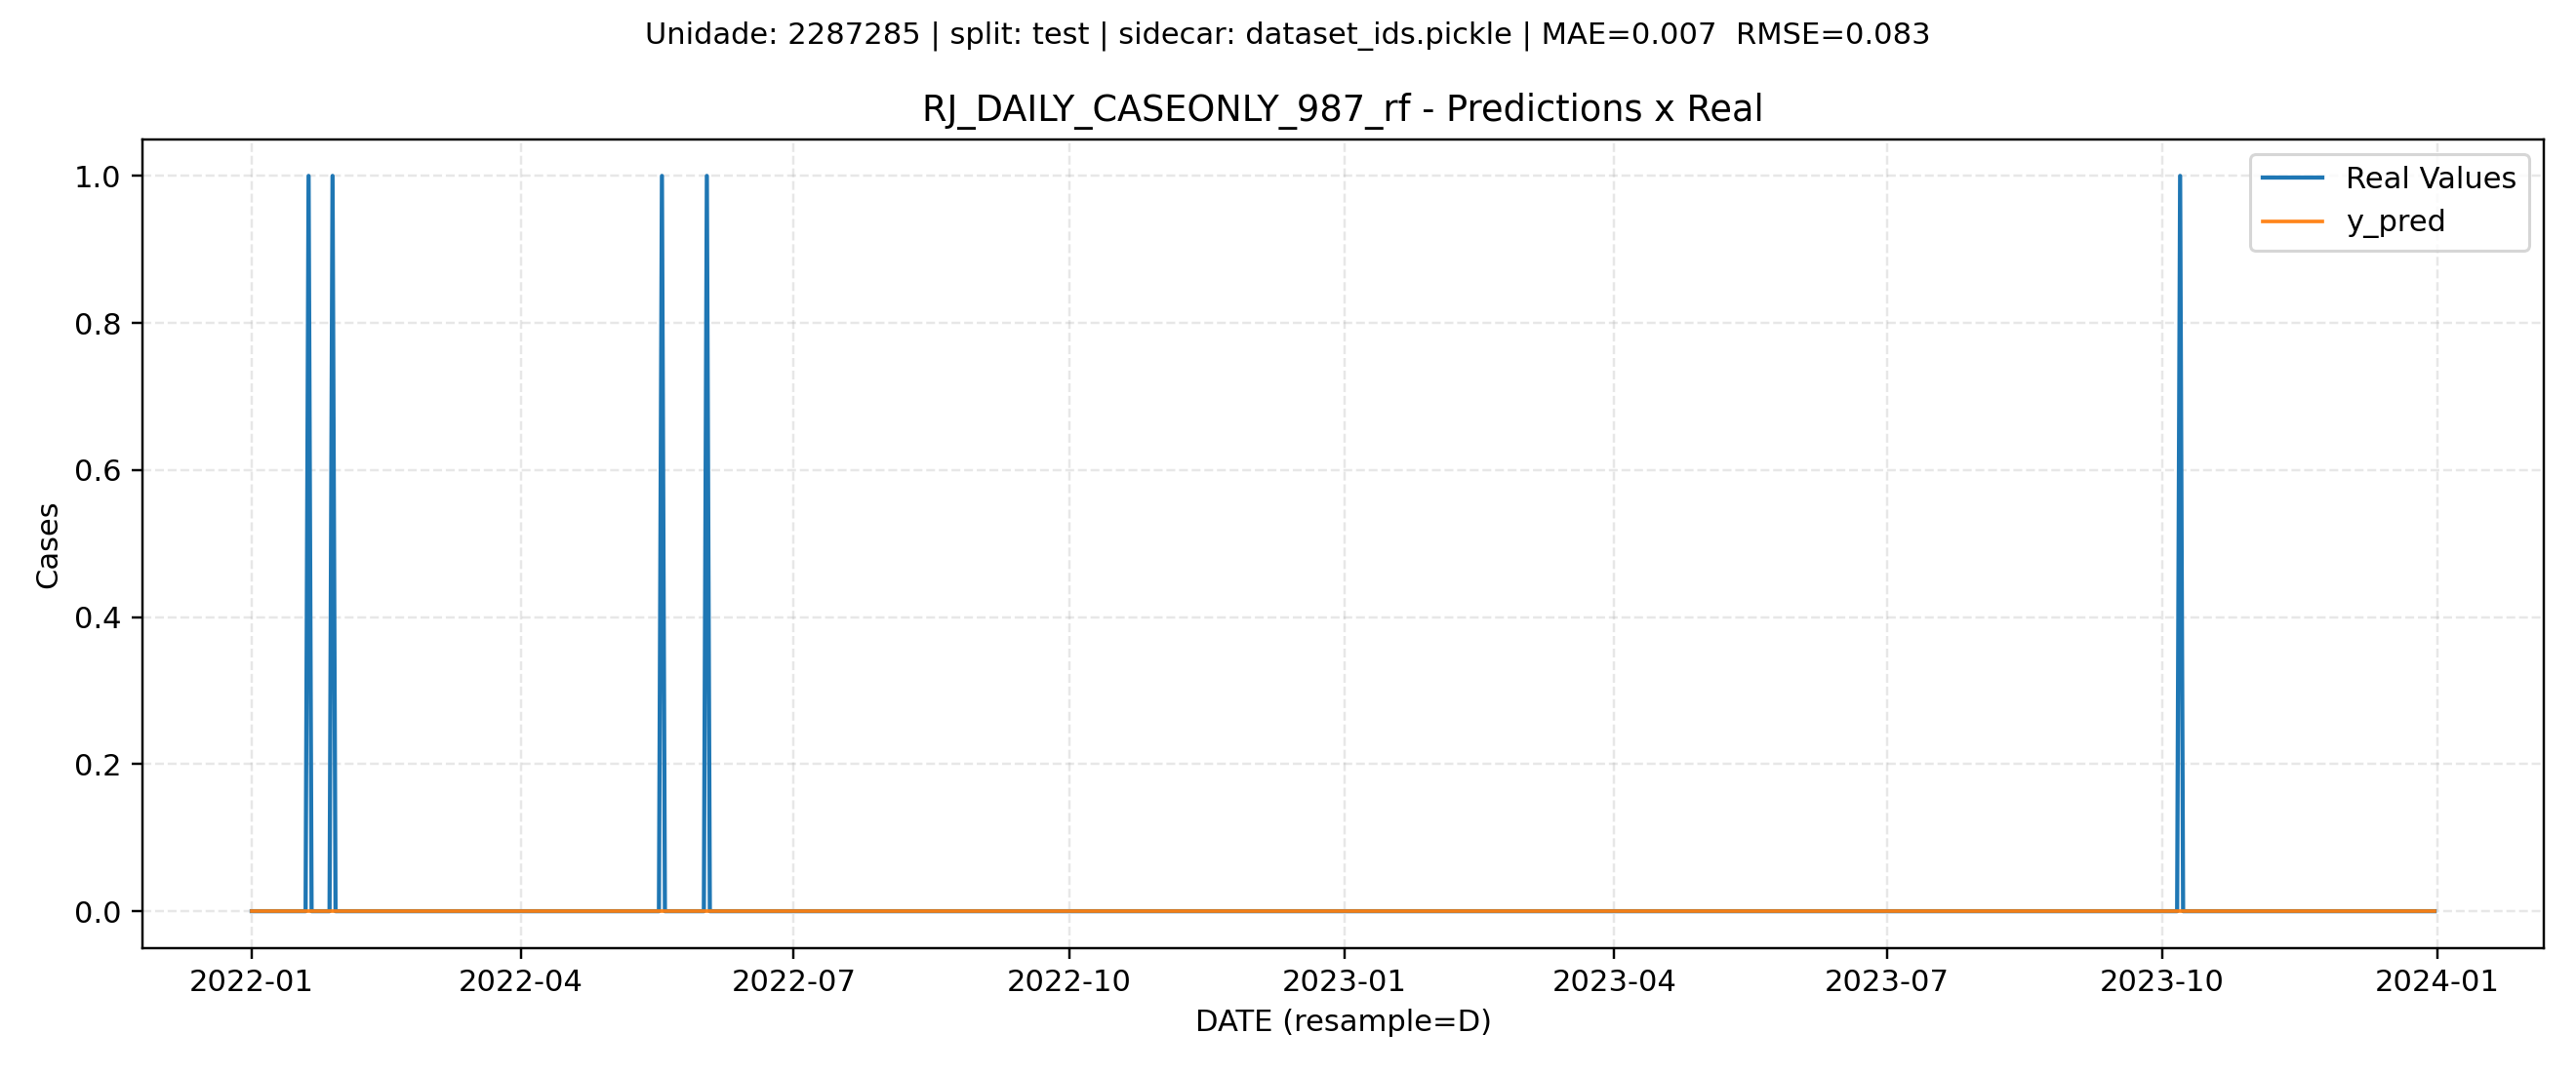 Unidade: 2287285 | split: test | sidecar: dataset_ids.pickle | MAE=0.007  RMSE=0.083
RJ_DAILY_CASEONLY_987_rf - Predictions x Real
Real Values
y_pred
1.0
0.8
0.6
0.4
0.2
0.0
Cases
2022-01
2022-04
2022-07
2022-10
2023-01
2023-04
2023-07
2023-10
2024-01
DATE (resample=D)